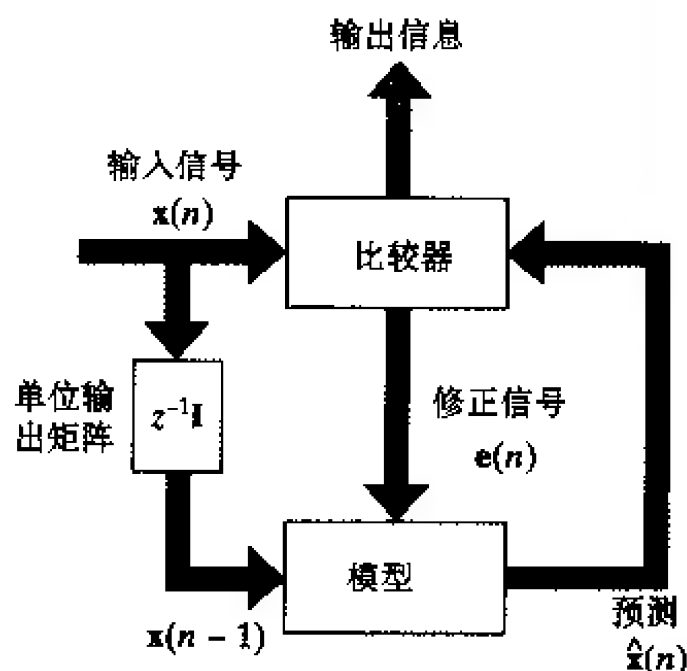 输出信息
输入信号
x(n)
比较器
单位输
出矩阵
z⁻¹I
修正信号
e(n)
模型
x(n − 1)
预测
x̂(n)